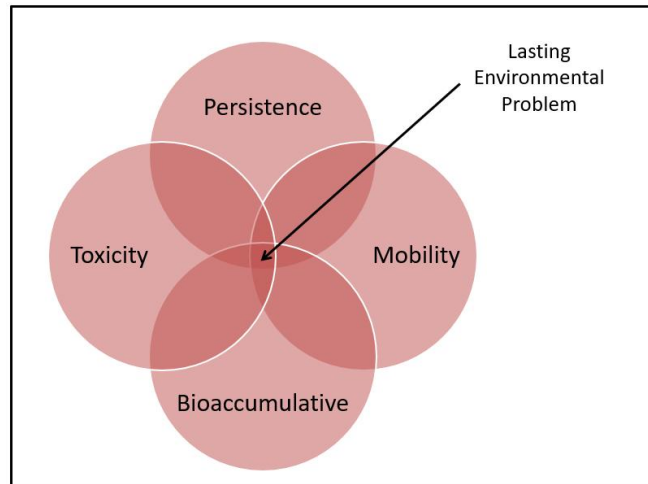 Lasting
Environmental
Problem
Persistence
Toxicity
Mobility
Bioaccumulative